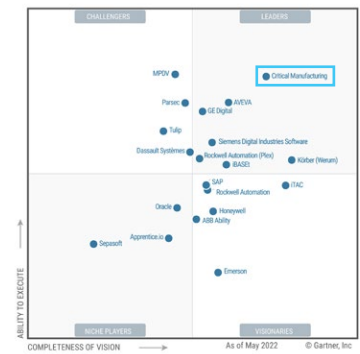 CHALLENGERS
LEADERS
MPDV
Critical Manufacturing
Parsec
AVEVA
GE Digital
Tulip
Siemens Digital Industries Software
Dassault Systèmes
Rockwell Automation (Plex)
Körber (Werum)
iBASEt
SAP
iTAC
Rockwell Automation
Oracle
Honeywell
ABB Ability
Apprentice.io
Sepasoft
Emerson
NICHE PLAYERS
VISIONARIES
ABILITY TO EXECUTE
COMPLETENESS OF VISION
As of May 2022
© Gartner, Inc